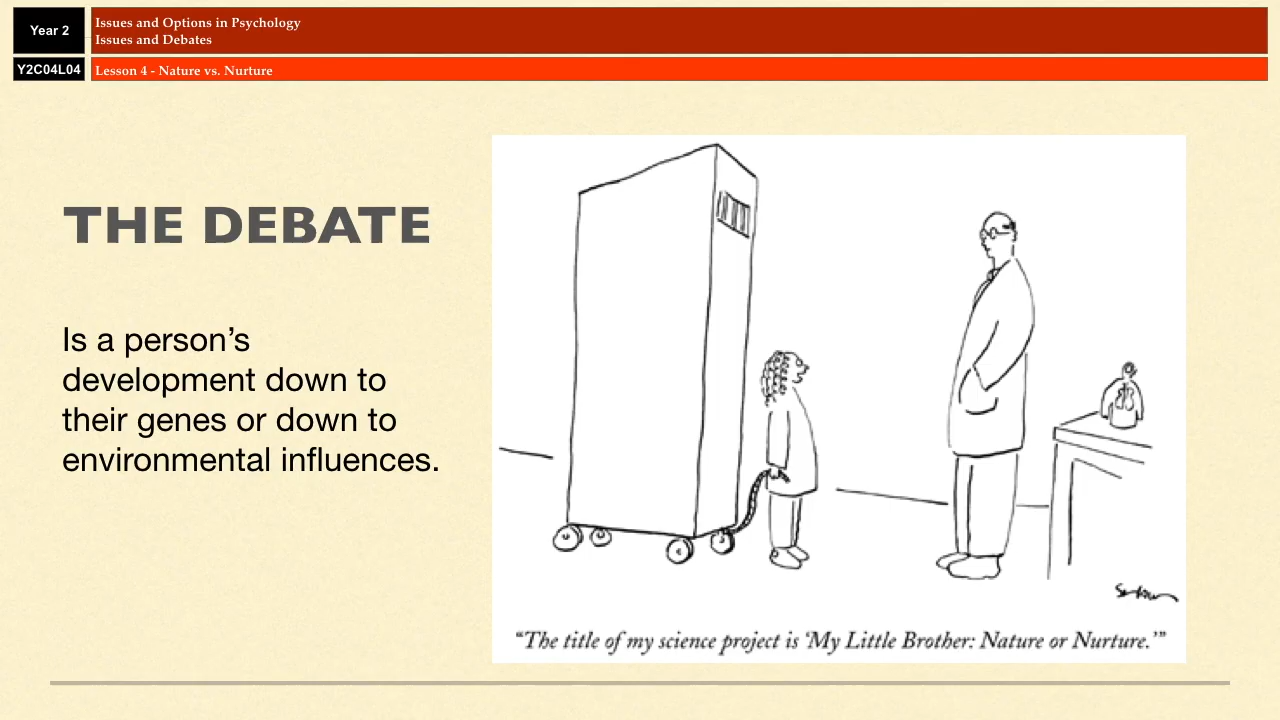 Year 2
Issues and Options in Psychology
Issues and Debates
Y2C04L04
Lesson 4 - Nature vs. Nurture
THE DEBATE
Is a person’s
development down to
their genes or down to
environmental influences.
“The title of my science project is ‘My Little Brother: Nature or Nurture.’”